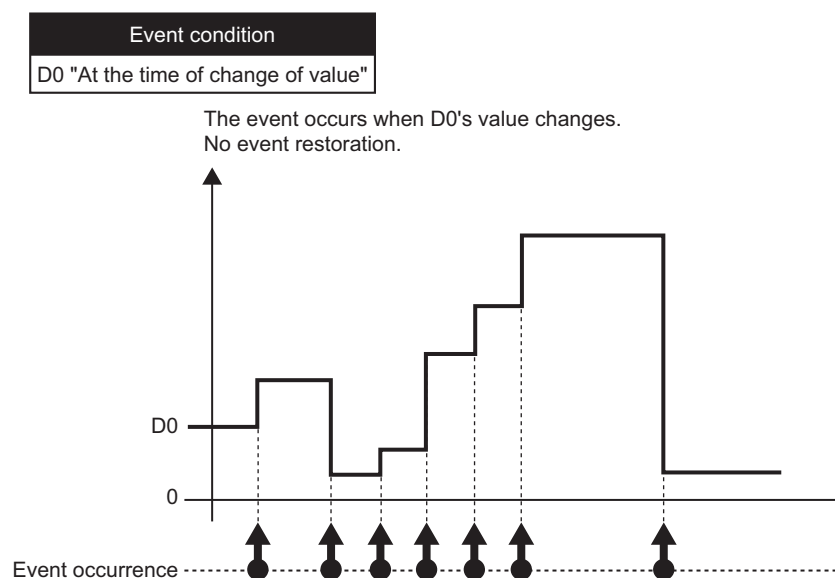 Event condition
D0 "At the time of change of value"
The event occurs when D0's value changes.
No event restoration.
D0
0
Event occurrence